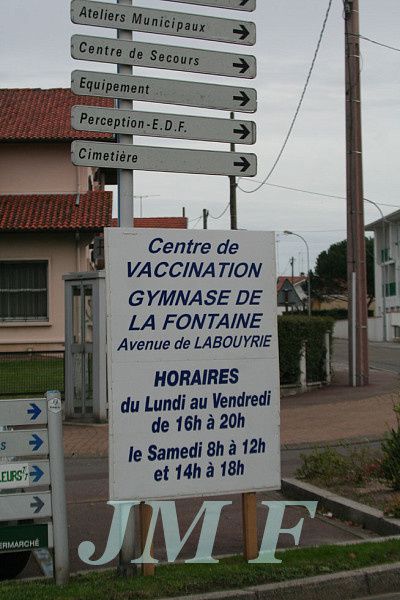 Ateliers Municipaux
Centre de Secours
Equipement
Perception-E.D.F.
Cimetière
Centre de
VACCINATION
GYMNASE DE
LA FONTAINE
Avenue de LABOUYRIE
HORAIRES
du Lundi au Vendredi
de 16h à 20h
le Samedi 8h à 12h
et 14h à 18h
JM F